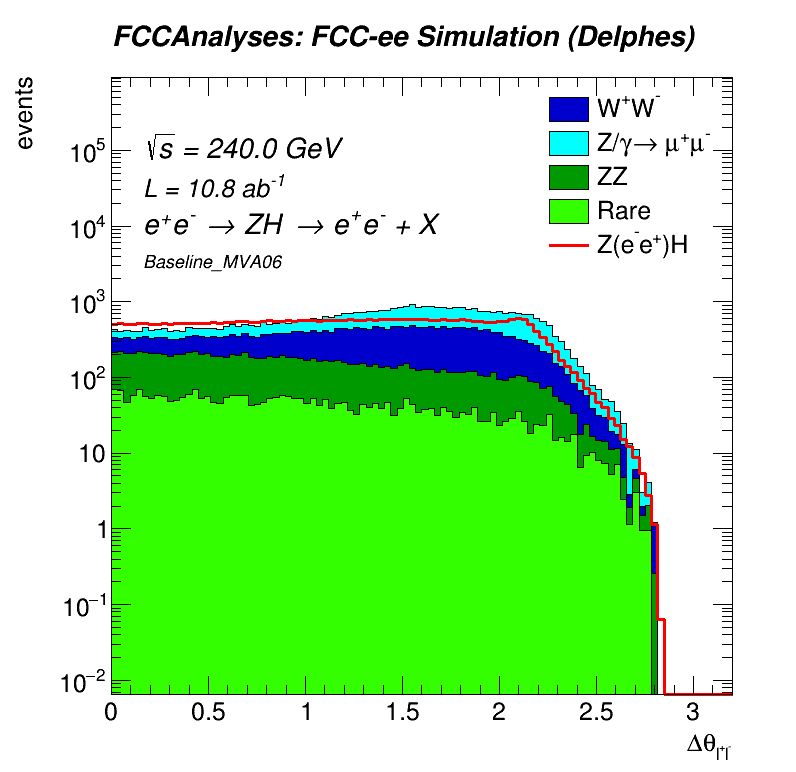 FCCAnalyses: FCC-ee Simulation (Delphes)
events
√s = 240.0 GeV
L = 10.8 ab⁻¹
e⁺e⁻ → ZH → e⁺e⁻ + X
Baseline_MVA06
W⁺W⁻
Z/γ→ μ⁺μ⁻
ZZ
Rare
Z(e⁻e⁺)H
10⁵
10⁴
10³
10²
10
1
10⁻¹
10⁻²
0 0.5 1 1.5 2 2.5 3
Δθ_{l⁺l⁻}